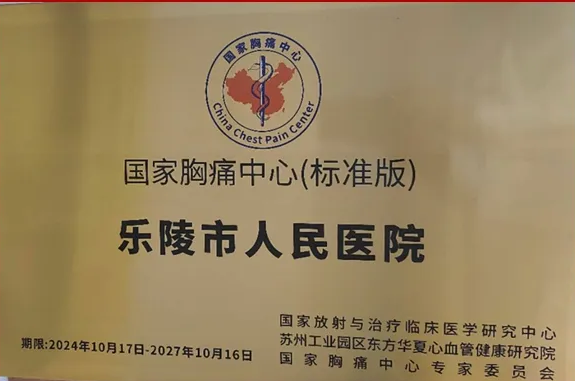 国家胸痛中心
China Chest Pain Center
国家胸痛中心(标准版)
乐陵市人民医院
国家放射与治疗临床医学研究中心
苏州工业园区东方华夏心血管健康研究院
国家胸痛中心专家委员会
期限:2024年10月17日-2027年10月16日